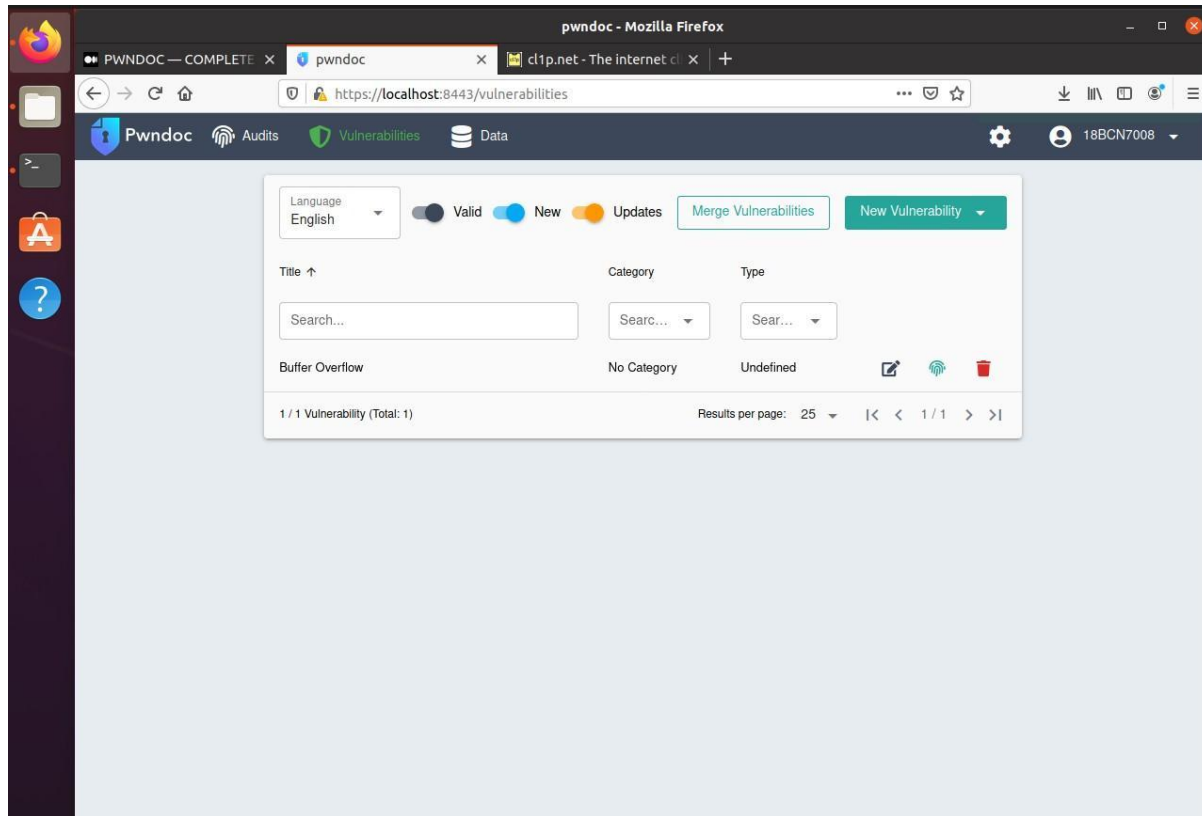 pwndoc - Mozilla Firefox
PWNDOC — COMPLETE
pwndoc
cl1p.net - The internet cl
https://localhost:8443/vulnerabilities
Pwndoc
Audits
Vulnerabilities
Data
18BCN7008
Language
English
Valid
New
Updates
Merge Vulnerabilities
New Vulnerability
Title
Category
Type
Search...
Searc...
Sear...
Buffer Overflow
No Category
Undefined
1 / 1 Vulnerability (Total: 1)
Results per page: 25
1 / 1